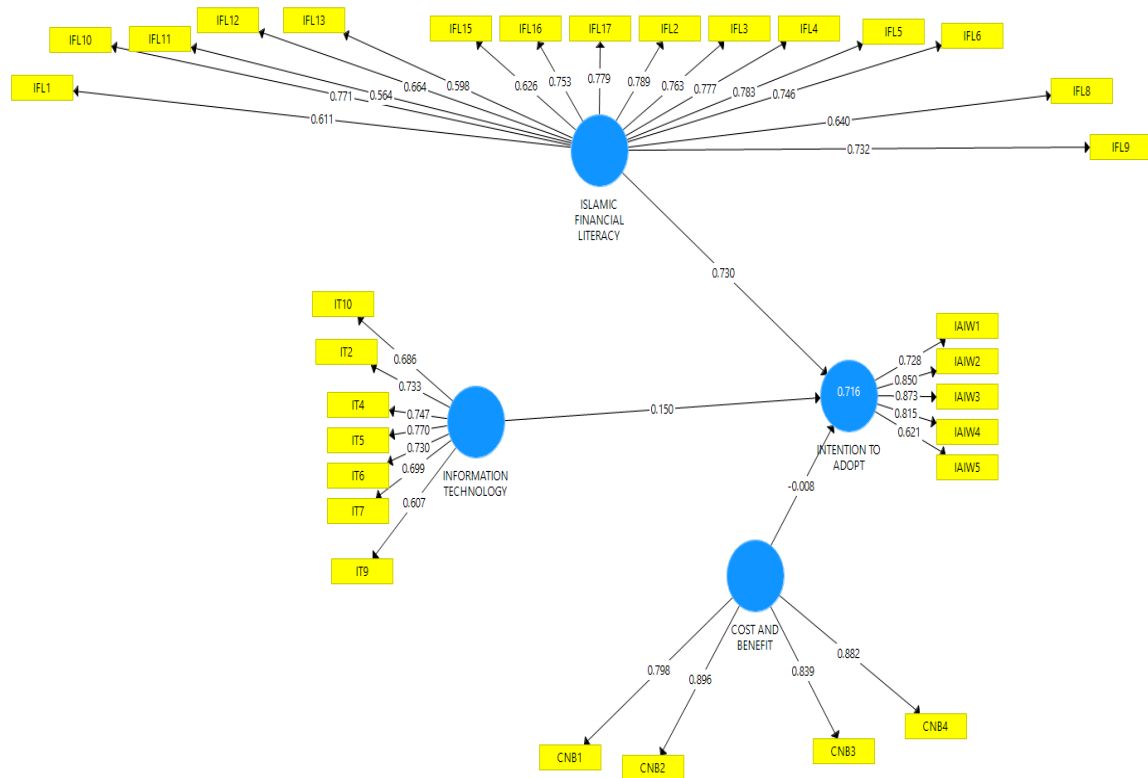 IFL12
IFL13
IFL10
IFL11
IFL15
IFL16
IFL17
IFL2
IFL3
IFL4
IFL5
IFL6
IFL1
IFL8
IFL9
0.611
0.771
0.564
0.664
0.598
0.626
0.753
0.779
0.789
0.763
0.777
0.783
0.746
0.640
0.732
ISLAMIC
FINANCIAL
LITERACY
0.730
IT10
IT2
IT4
IT5
IT6
IT7
IT9
0.686
0.733
0.747
0.770
0.730
0.699
0.607
INFORMATION
TECHNOLOGY
0.150
0.716
INTENTION TO
ADOPT
0.728
0.850
0.873
0.815
0.621
IAIW1
IAIW2
IAIW3
IAIW4
IAIW5
-0.008
COST AND
BENEFIT
0.798
0.896
0.839
0.882
CNB1
CNB2
CNB3
CNB4